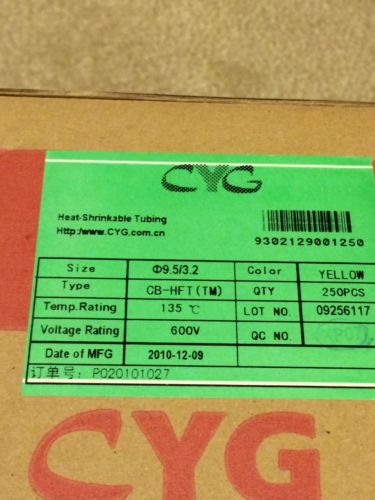 CYG
CYG
Heat-Shrinkable Tubing
Http:/www.CYG.com.cn
9302129001250
Size Φ9.5/3.2 Color YELLOW
Type CB-HFT(TM) QTY 250PCS
Temp.Rating 135 ℃ LOT NO. 09256117
Voltage Rating 600V QC NO.
Date of MFG 2010-12-09
订单号: PO20101027
CYG